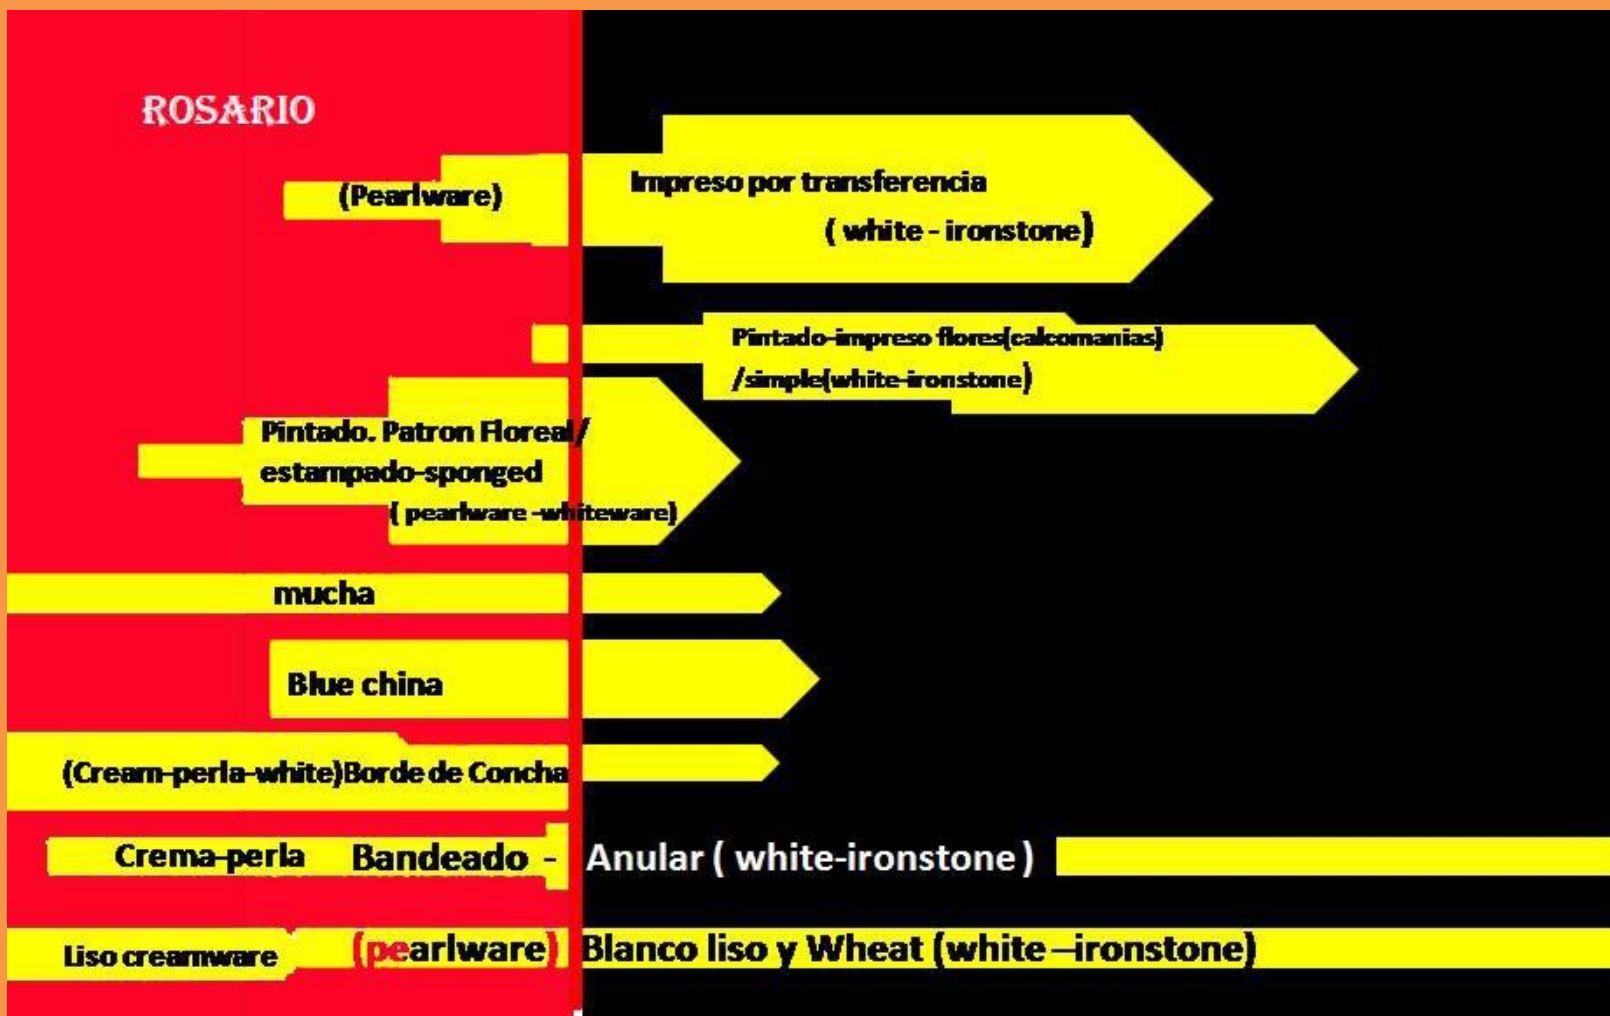 ROSARIO
(Pearlware)
Impreso por transferencia
( white - ironstone)
Pintado-impreso flores(calcomanias)
/simple(white-ironstone)
Pintado. Patron Floreal/
estampado-sponged
( pearlware -whiteware)
mucha
Blue china
(Cream-perla-white)Borde de Concha
Crema-perla Bandeado - Anular ( white-ironstone )
Liso creamware (pearlware) Blanco liso y Wheat (white –ironstone)